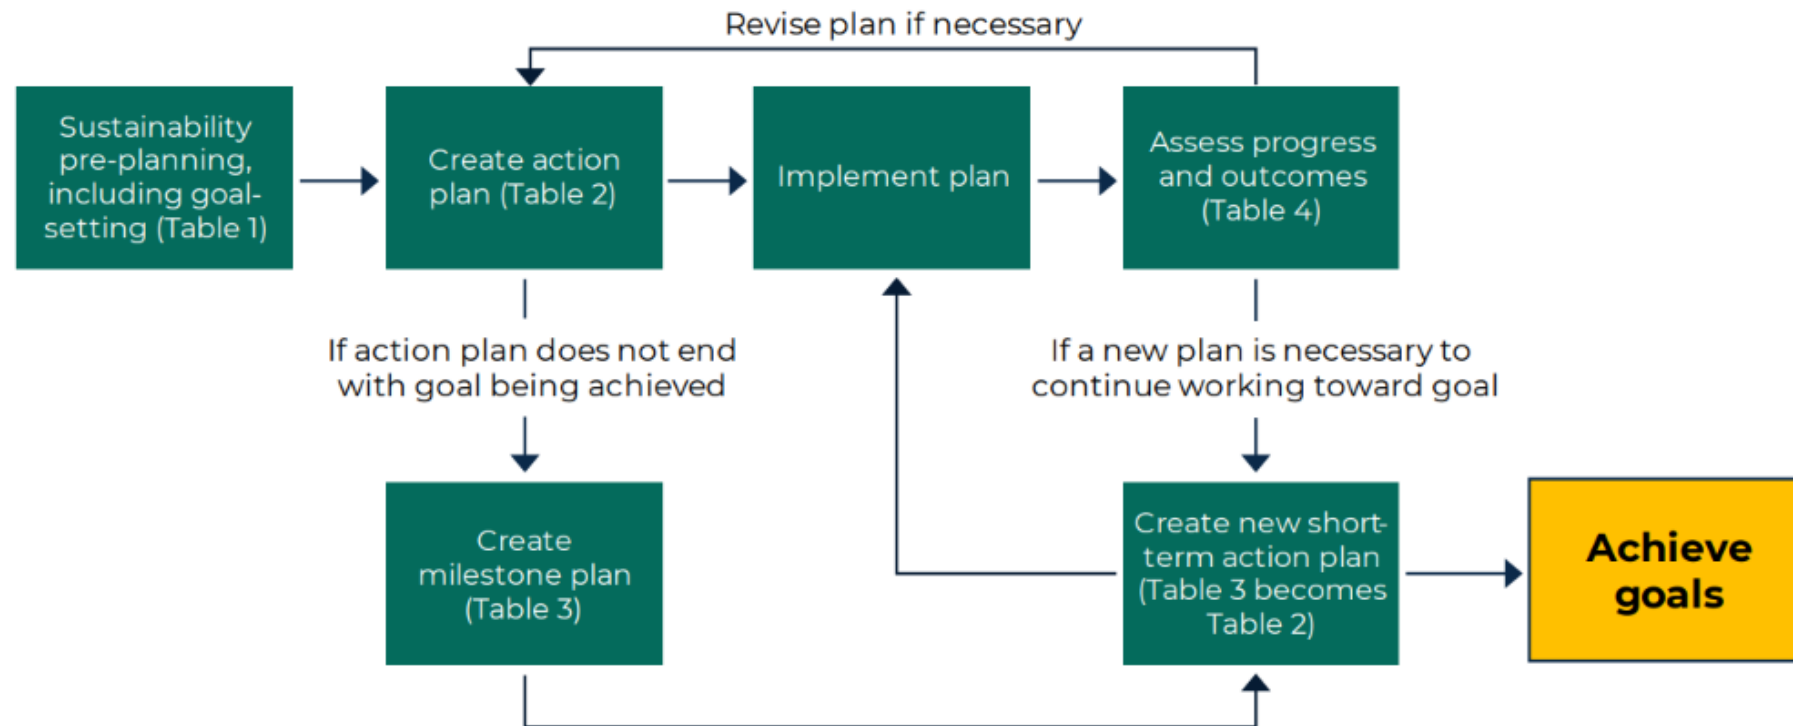 Revise plan if necessary
Sustainability
pre-planning,
including goal-
setting (Table 1)
Create action
plan (Table 2)
Implement plan
Assess progress
and outcomes
(Table 4)
If action plan does not end
with goal being achieved
If a new plan is necessary to
continue working toward goal
Create
milestone plan
(Table 3)
Create new short-
term action plan
(Table 3 becomes
Table 2)
Achieve
goals